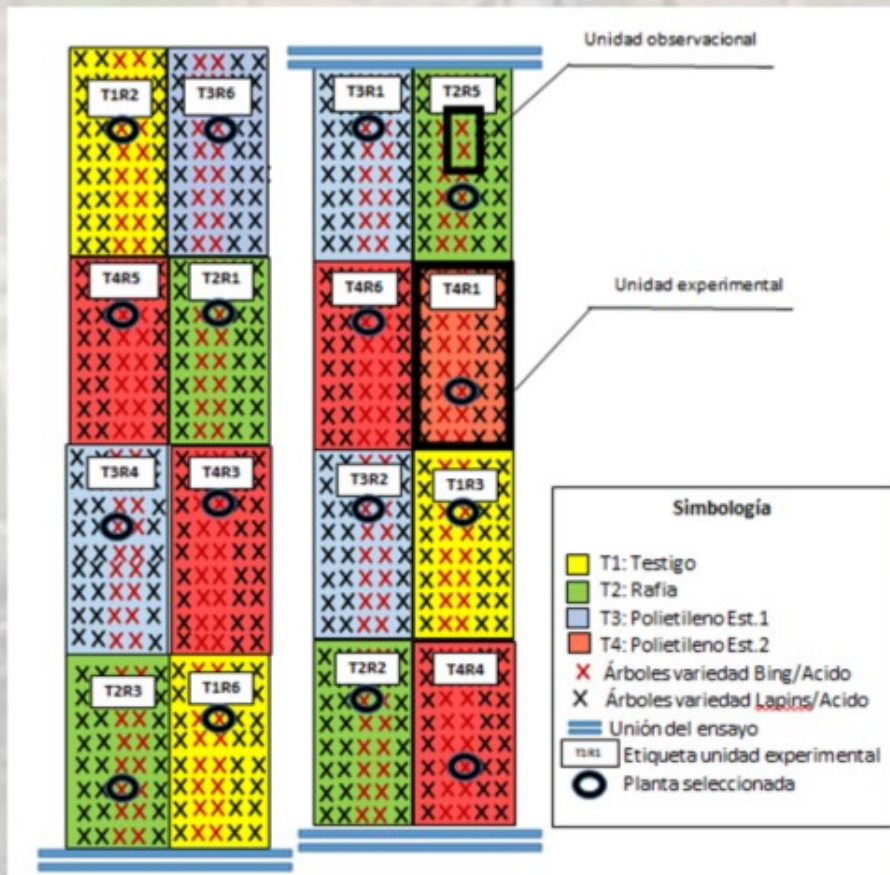 Unidad observacional
T1R2
T3R6
T3R1
T2R5
T4R5
T2R1
T4R6
T4R1
Unidad experimental
T3R4
T4R3
T3R2
T1R3
T2R3
T1R6
T2R2
T4R4
Simbología
T1: Testigo
T2: Rafia
T3: Polietileno Est.1
T4: Polietileno Est.2
X Árboles variedad Bing/Acido
X Árboles variedad Lapins/Acido
Unión del ensayo
T1R1 Etiqueta unidad experimental
Planta seleccionada